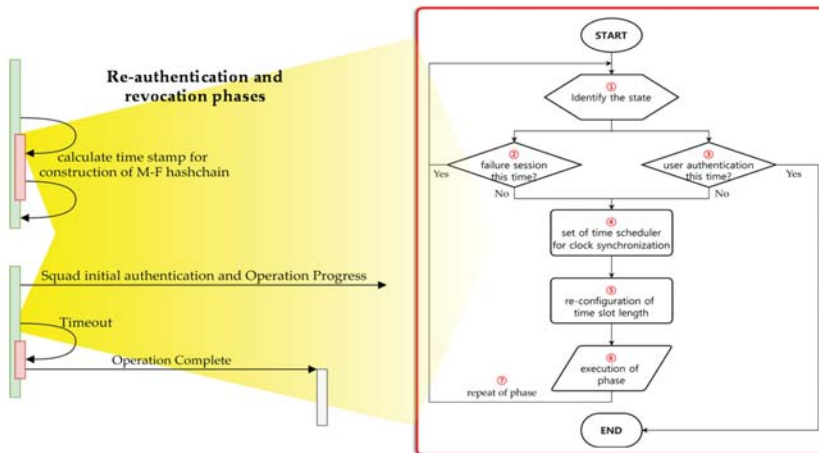 Re-authentication and
revocation phases
calculate time stamp for
construction of M-F hashchain
Squad initial authentication and Operation Progress
Timeout
Operation Complete
START
①
Identify the state
②
failure session
this time?
③
user authentication
this time?
Yes
No
No
Yes
④
set of time scheduler
for clock synchronization
⑤
re-configuration of
time slot length
⑥
execution of
phase
⑦
repeat of phase
END